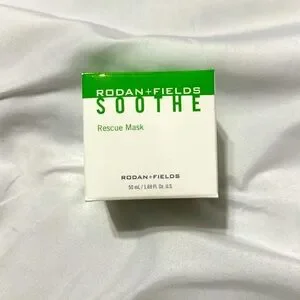 RODAN+FIELDS
SOOTHE
Rescue Mask
RODAN+FIELDS
50 mL / 1.69 Fl. Oz. U.S.